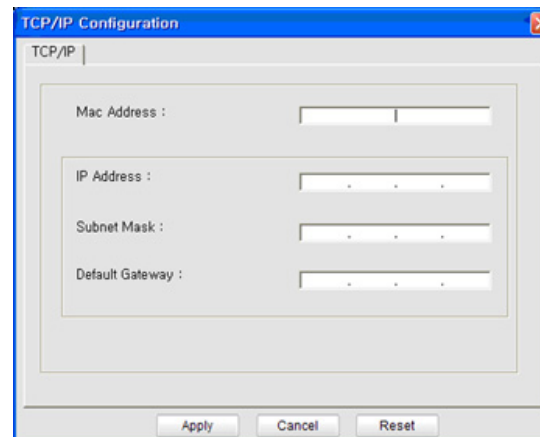 TCP/IP Configuration
TCP/IP
Mac Address :
IP Address :
. . .
Subnet Mask :
. . .
Default Gateway :
. . .
Apply Cancel Reset